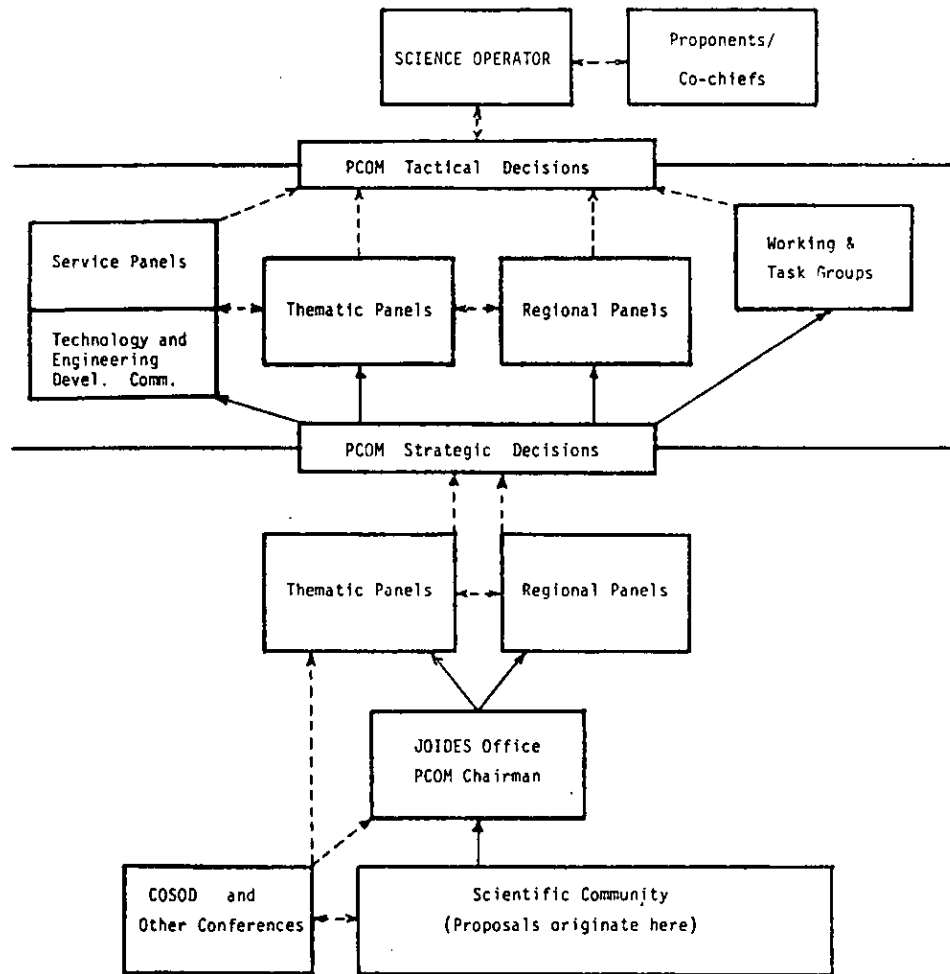 SCIENCE OPERATOR
Proponents/
Co-chiefs
PCOM Tactical Decisions
Service Panels
Technology and
Engineering
Devel. Comm.
Thematic Panels
Regional Panels
Working &
Task Groups
PCOM Strategic Decisions
Thematic Panels
Regional Panels
JOIDES Office
PCOM Chairman
COSOD and
Other Conferences
Scientific Community
(Proposals originate here)